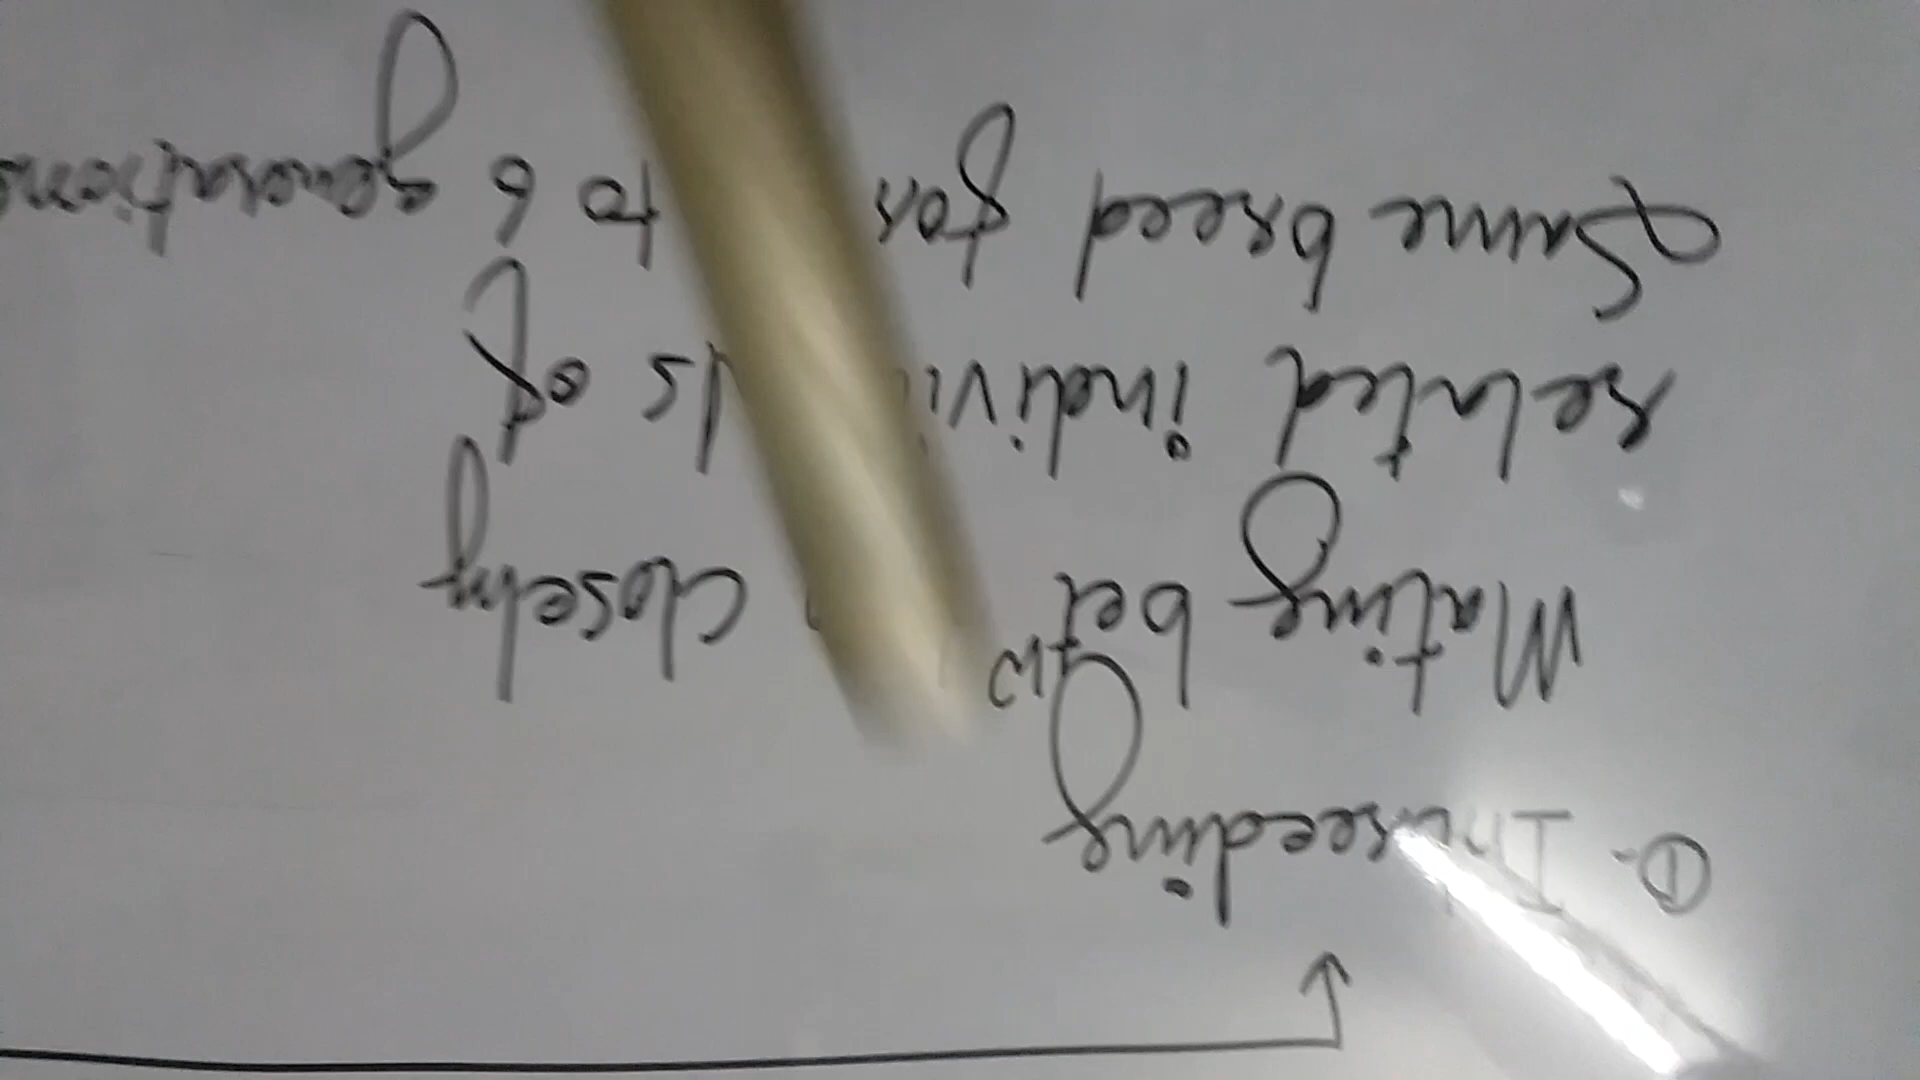 ①. Inbreeding
Mating betw closely
related indivi ls of
Same breed for to 6 generations